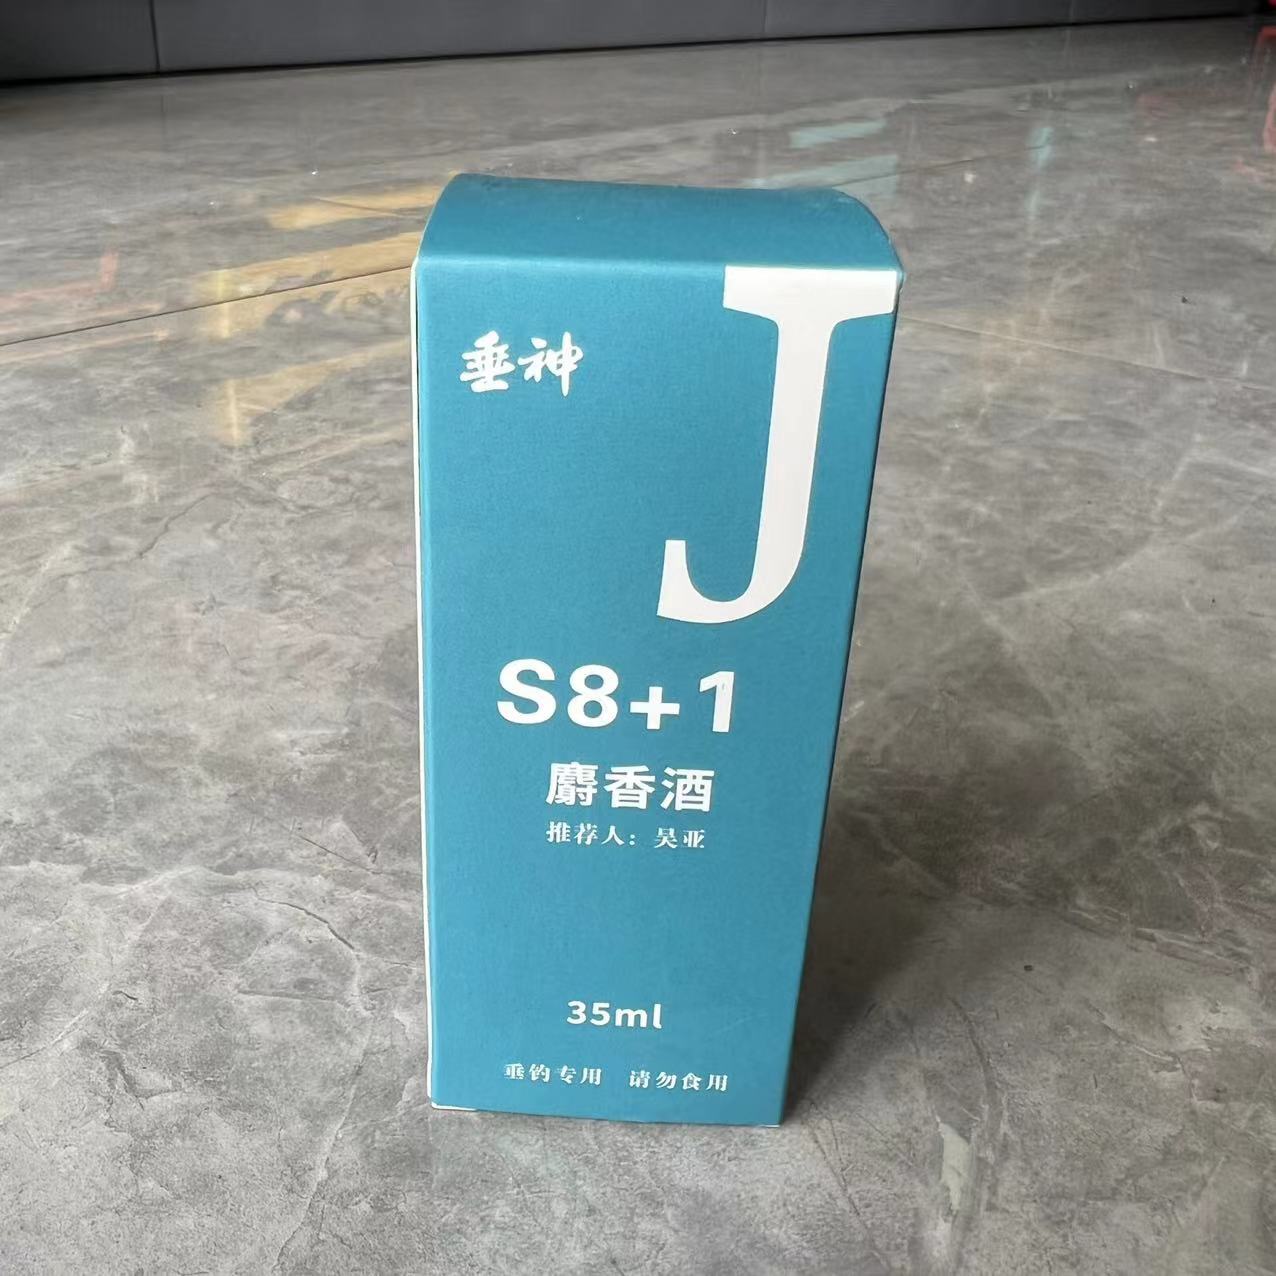 垂神
J
S8+1
麝香酒
推荐人：吴亚
35ml
垂钓专用 请勿食用